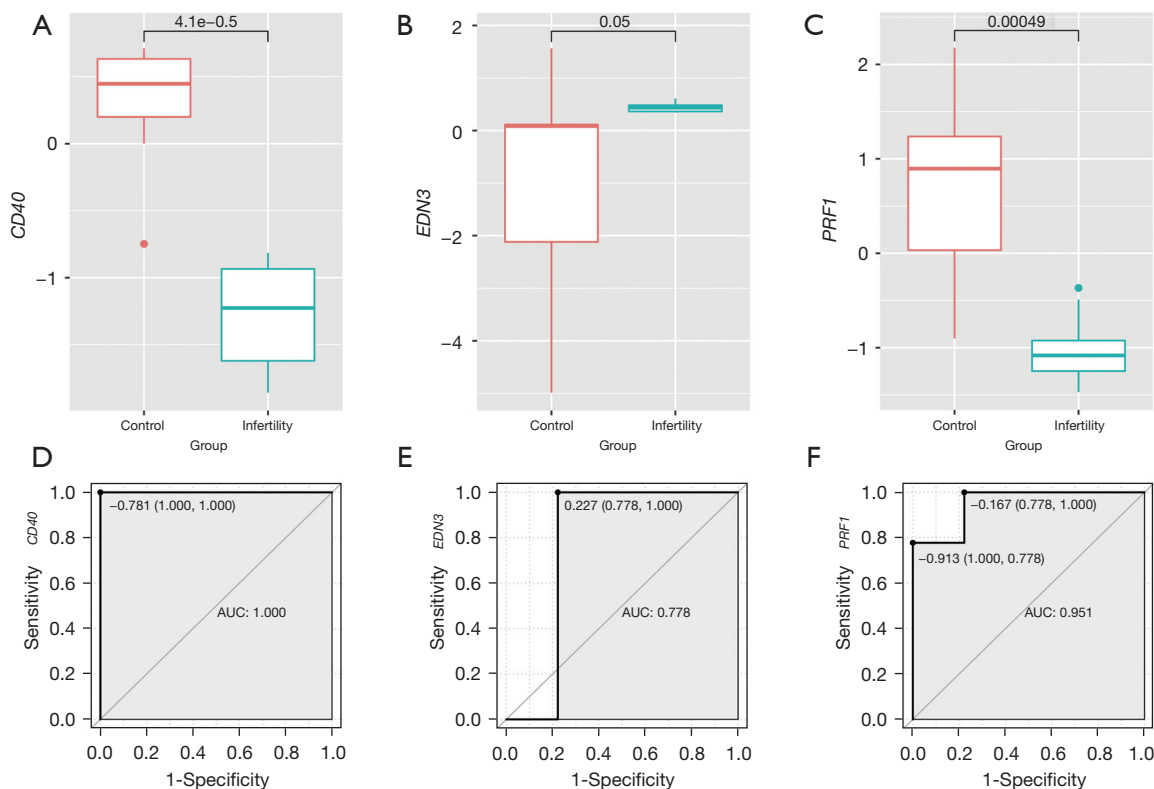 A
4.1e−0.5
CD40
0
−1
Control
Infertility
Group
B
0.05
EDN3
2
0
−2
−4
Control
Infertility
Group
C
0.00049
PRF1
2
1
0
−1
Control
Infertility
Group
D
Sensitivity
CD40
1.0
0.8
0.6
0.4
0.2
0.0
−0.781 (1.000, 1.000)
AUC: 1.000
0.0 0.2 0.4 0.6 0.8 1.0
1-Specificity
E
Sensitivity
EDN3
1.0
0.8
0.6
0.4
0.2
0.0
0.227 (0.778, 1.000)
AUC: 0.778
0.0 0.2 0.4 0.6 0.8 1.0
1-Specificity
F
Sensitivity
PRF1
1.0
0.8
0.6
0.4
0.2
0.0
−0.167 (0.778, 1.000)
−0.913 (1.000, 0.778)
AUC: 0.951
0.0 0.2 0.4 0.6 0.8 1.0
1-Specificity